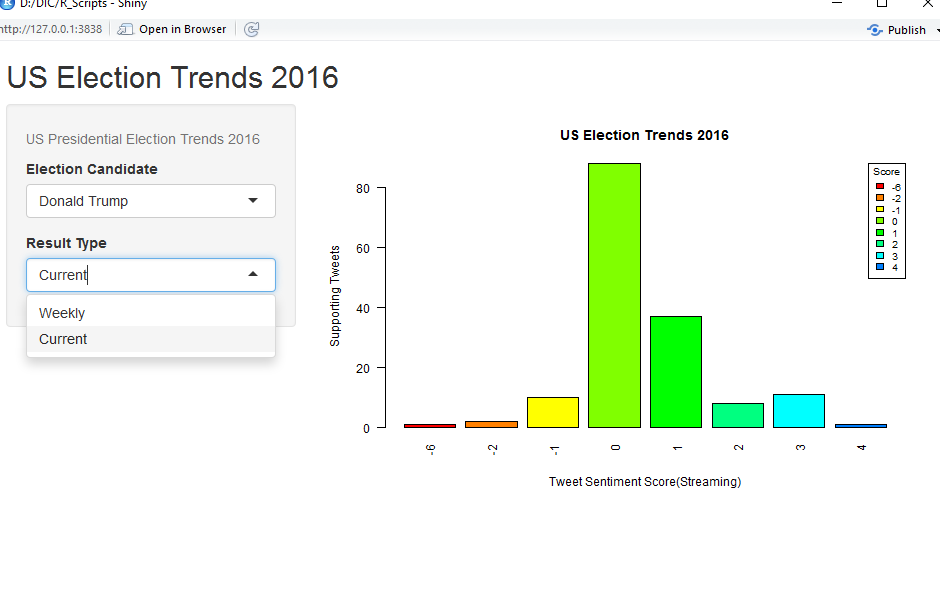 D:/DIC/R_Scripts - Shiny
http://127.0.0.1:3838
Open in Browser
Publish
US Election Trends 2016
US Presidential Election Trends 2016
Election Candidate
Donald Trump
Result Type
Current
Weekly
Current
US Election Trends 2016
Supporting Tweets
80
60
40
20
0
-6 -2 -1 0 1 2 3 4
Tweet Sentiment Score(Streaming)
Score
-6
-2
-1
0
1
2
3
4